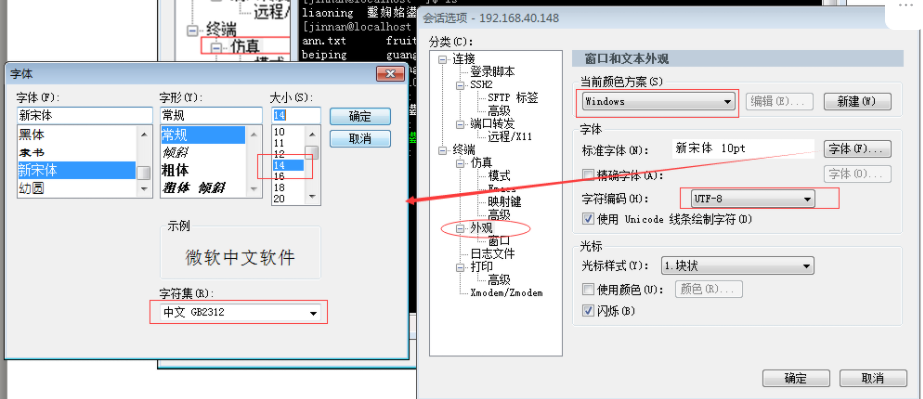 远程/
终端
仿真
模式
[jinnan@localhost ]$ ls
liaoning
[jinnan@localhost
ann.txt fruit
beiping guang
字体
字体(F):
新宋体
黑体
隶书
新宋体
幼圆
字形(Y):
常规
常规
倾斜
粗体
粗体 倾斜
大小(S):
14
10
11
12
14
16
18
20
确定
取消
示例
微软中文软件
字符集(R):
中文 GB2312
会话选项 - 192.168.40.148
分类(C):
连接
登录脚本
SSH2
SFTP 标签
高级
端口转发
远程/X11
终端
仿真
模式
Emacs
映射键
高级
外观
窗口
日志文件
打印
高级
Xmodem/Zmodem
窗口和文本外观
当前颜色方案(S)
Windows
编辑(E)...
新建(W)
字体
标准字体(N):
新宋体 10pt
字体(F)...
精确字体(A):
字体(O)...
字符编码(H):
UTF-8
使用 Unicode 线条绘制字符(D)
光标
光标样式(Y):
1.块状
使用颜色(U):
颜色(R)...
闪烁(B)
确定
取消